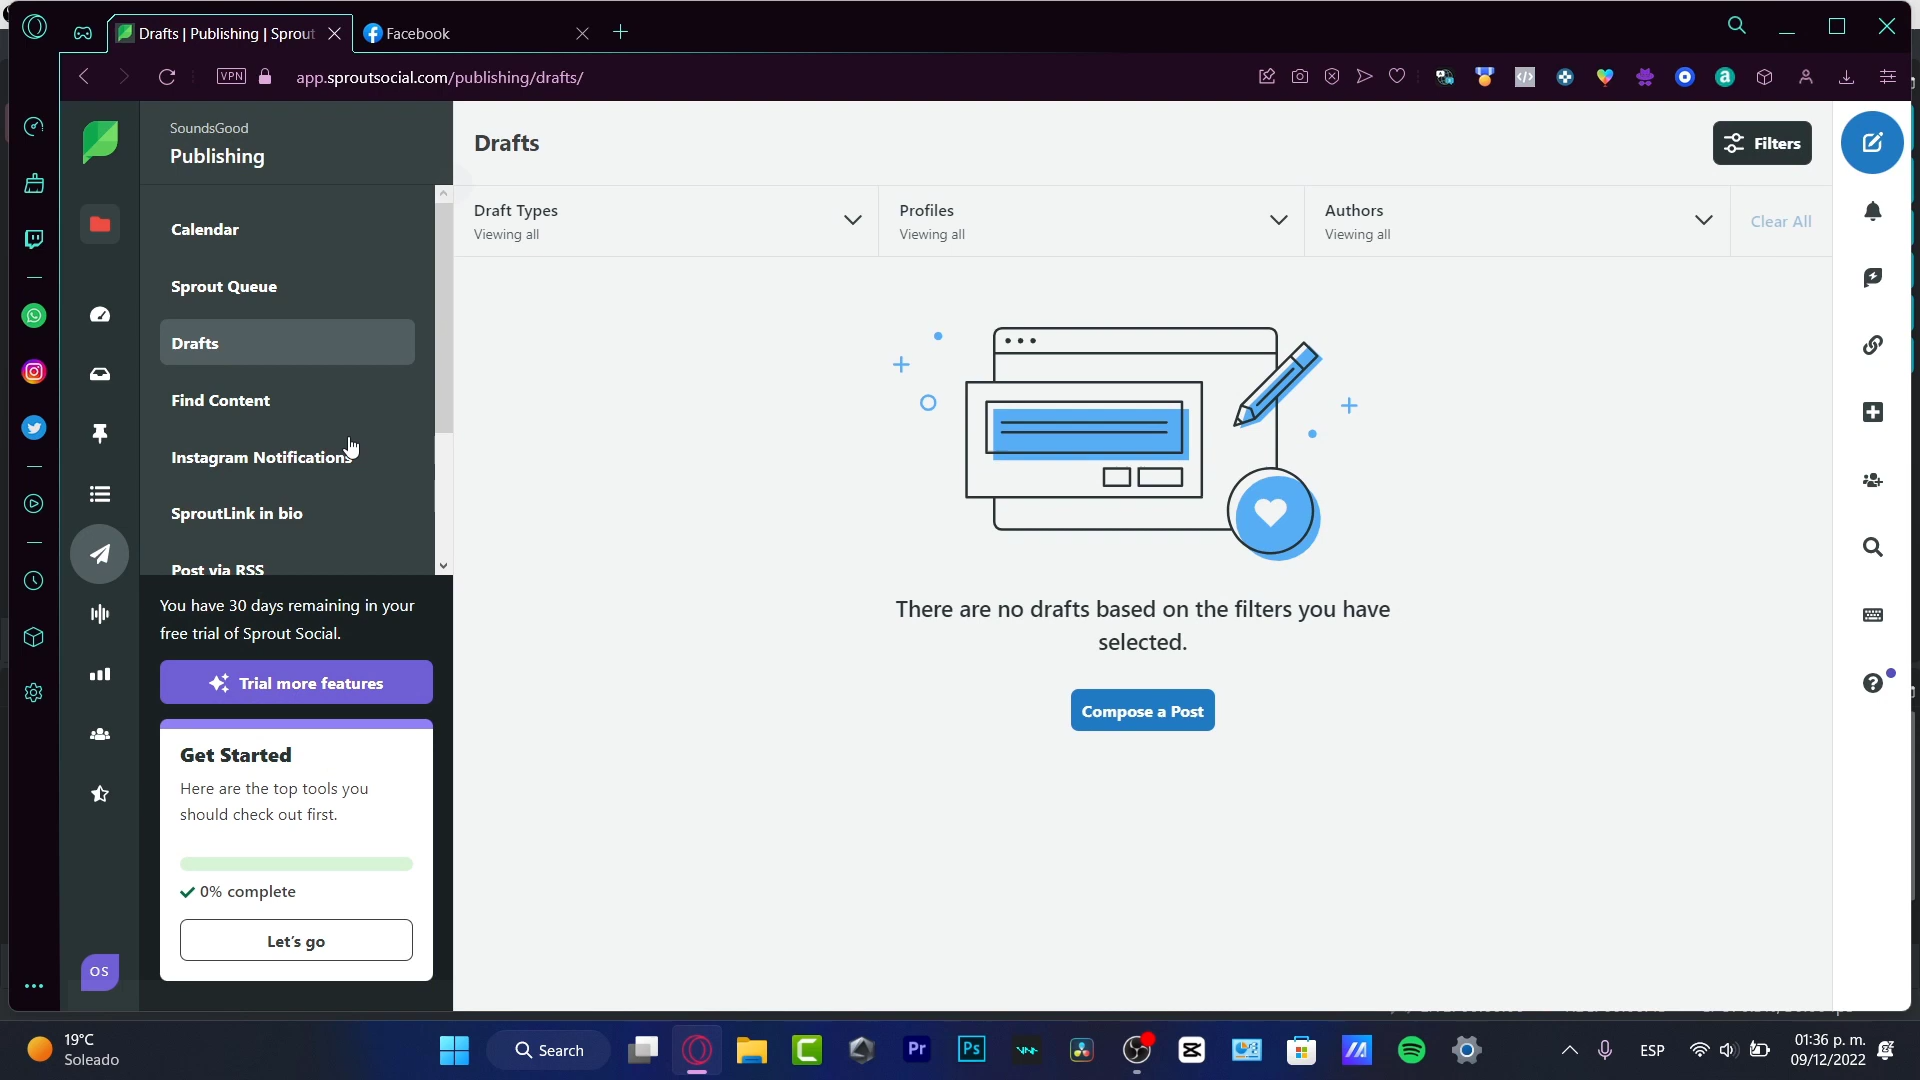 Drafts | Publishing | Sprout
Facebook
VPN
app.sproutsocial.com/publishing/drafts/
SoundsGood
Publishing
Calendar
Sprout Queue
Drafts
Find Content
Instagram Notifications
SproutLink in bio
Post via RSS
You have 30 days remaining in your
free trial of Sprout Social.
Trial more features
Get Started
Here are the top tools you
should check out first.
0% complete
Let's go
OS
Drafts
Filters
Draft Types
Viewing all
Profiles
Viewing all
Authors
Viewing all
Clear All
There are no drafts based on the filters you have
selected.
Compose a Post
19°C
Soleado
Search
Pr
Ps
ESP
01:36 p. m.
09/12/2022